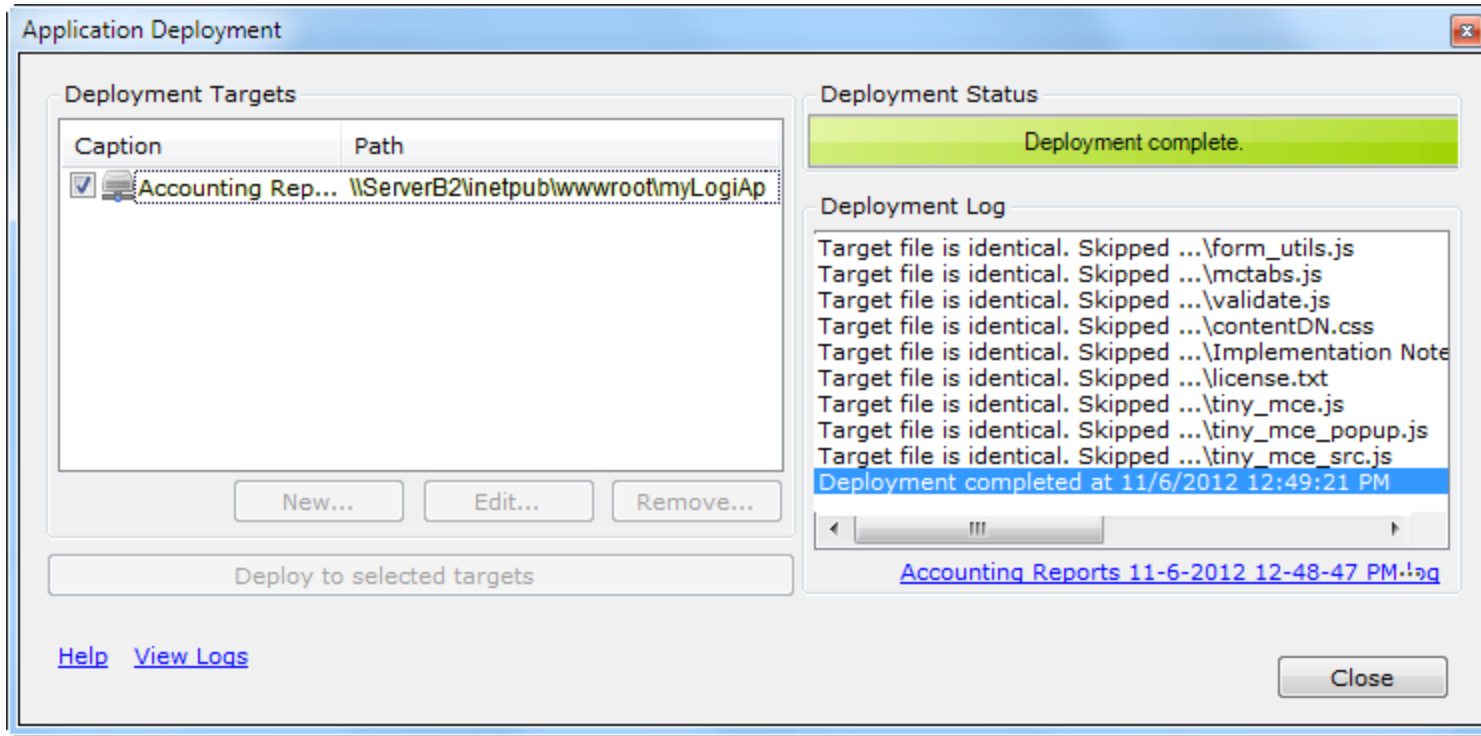 Application Deployment
Deployment Targets
Caption Path
Accounting Rep... \\ServerB2\inetpub\wwwroot\myLogiAp
New... Edit... Remove...
Deploy to selected targets
Help View Logs
Deployment Status
Deployment complete.
Deployment Log
Target file is identical. Skipped ...\form_utils.js
Target file is identical. Skipped ...\mctabs.js
Target file is identical. Skipped ...\validate.js
Target file is identical. Skipped ...\contentDN.css
Target file is identical. Skipped ...\Implementation Note
Target file is identical. Skipped ...\license.txt
Target file is identical. Skipped ...\tiny_mce.js
Target file is identical. Skipped ...\tiny_mce_popup.js
Target file is identical. Skipped ...\tiny_mce_src.js
Deployment completed at 11/6/2012 12:49:21 PM
Accounting Reports 11-6-2012 12-48-47 PM
Close